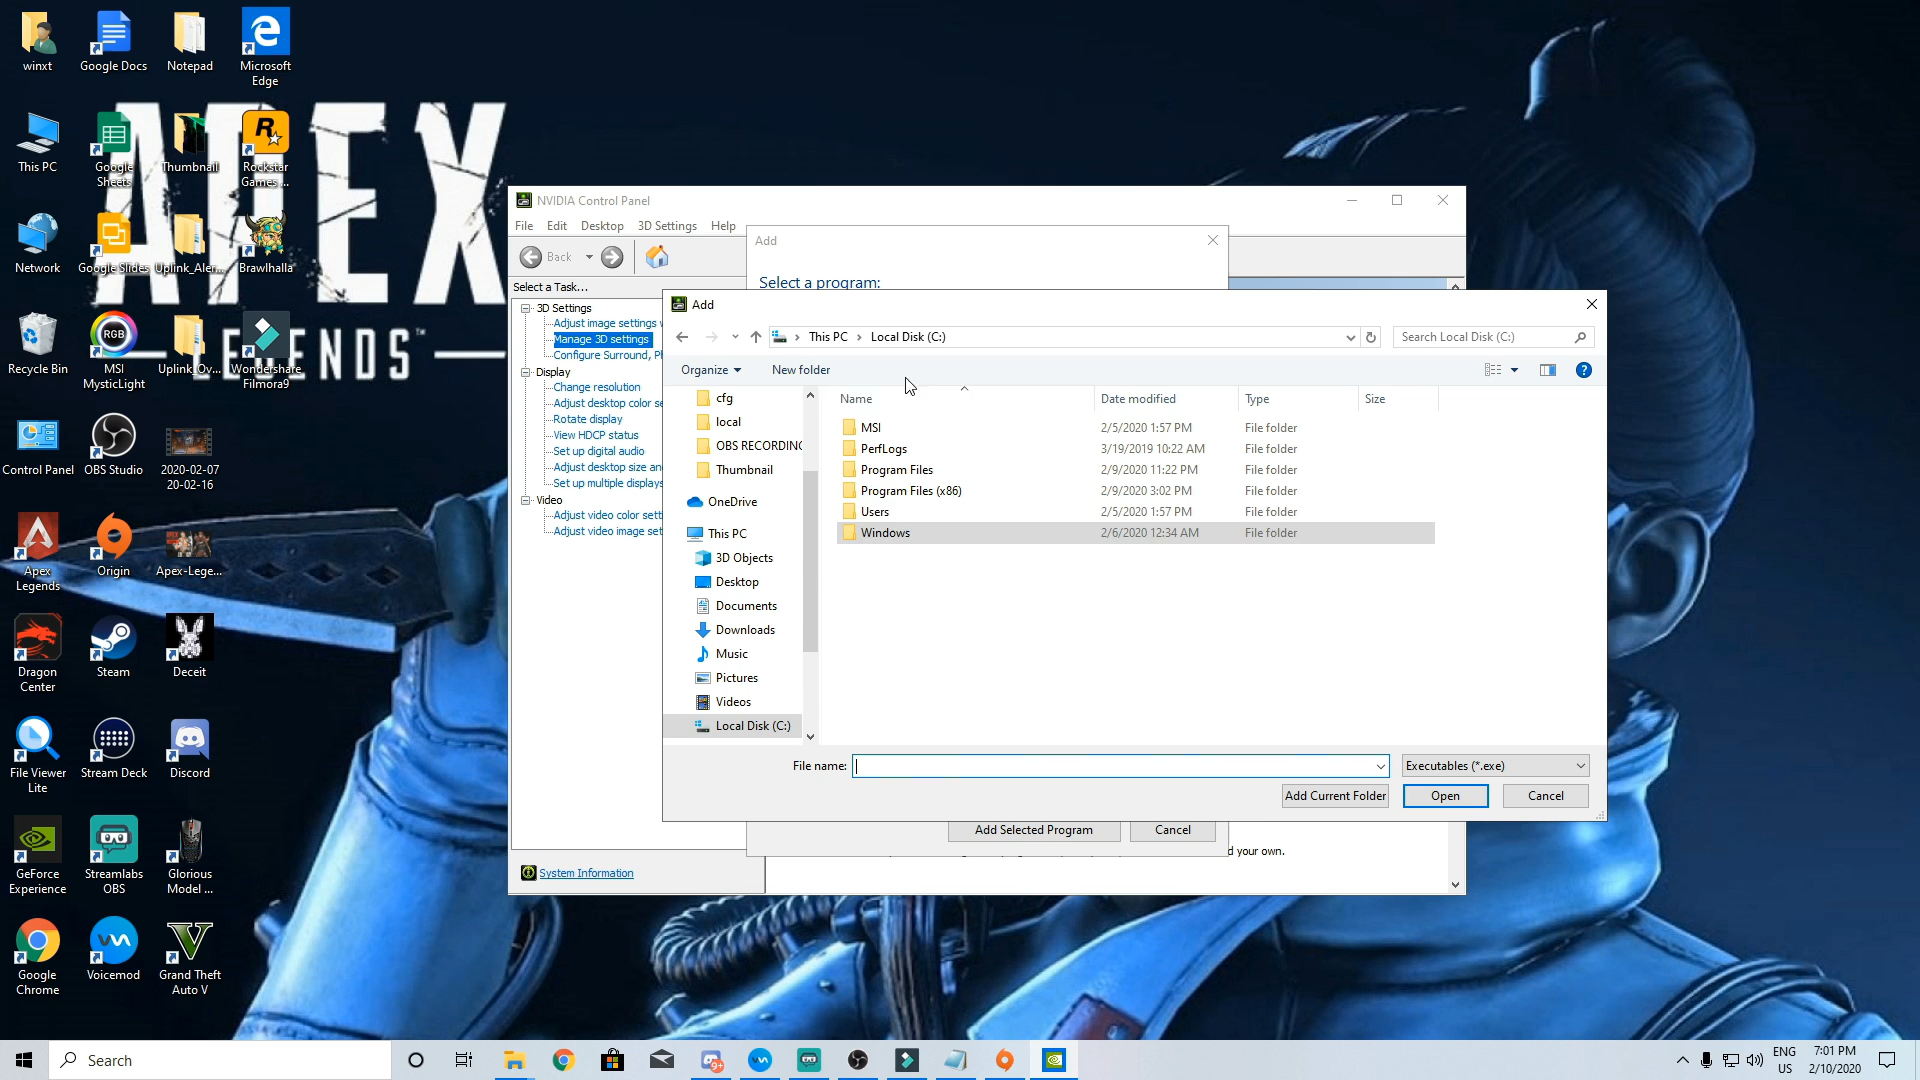 winxt
Google Docs
Notepad
Microsoft
Edge
This PC
Google
Sheets
Thumbnail
Rockstar
Games ...
Network
Google Slides
Uplink_Aler...
Brawlhalla
Recycle Bin
MSI
MysticLight
Uplink_Ov...
Wondershare
Filmora9
Control Panel
OBS Studio
2020-02-07
20-02-16
Apex
Legends
Origin
Apex-Lege...
Dragon
Center
Steam
Deceit
File Viewer
Lite
Stream Deck
Discord
GeForce
Experience
Streamlabs
OBS
Glorious
Model ...
Google
Chrome
Voicemod
Grand Theft
Auto V
APEX
LEGENDS™
RGB
NVIDIA Control Panel
File Edit Desktop 3D Settings Help
Back
Select a Task...
3D Settings
Adjust image settings
Manage 3D settings
Configure Surround,
Display
Change resolution
Adjust desktop color
Rotate display
View HDCP status
Set up digital audio
Adjust desktop size
Set up multiple displays
Video
Adjust video color
Adjust video image
System Information
Add
Select a program:
Add Selected Program Cancel
d your own.
Add
This PC Local Disk (C:)
Search Local Disk (C:)
Organize New folder
cfg
local
OBS RECORDING
Thumbnail
OneDrive
This PC
3D Objects
Desktop
Documents
Downloads
Music
Pictures
Videos
Local Disk (C:)
Name Date modified Type Size
MSI 2/5/2020 1:57 PM File folder
PerfLogs 3/19/2019 10:22 AM File folder
Program Files 2/9/2020 11:22 PM File folder
Program Files (x86) 2/9/2020 3:02 PM File folder
Users 2/5/2020 1:57 PM File folder
Windows 2/6/2020 12:34 AM File folder
File name: Executables (*.exe)
Add Current Folder Open Cancel
Search
9+
ENG
US
7:01 PM
2/10/2020